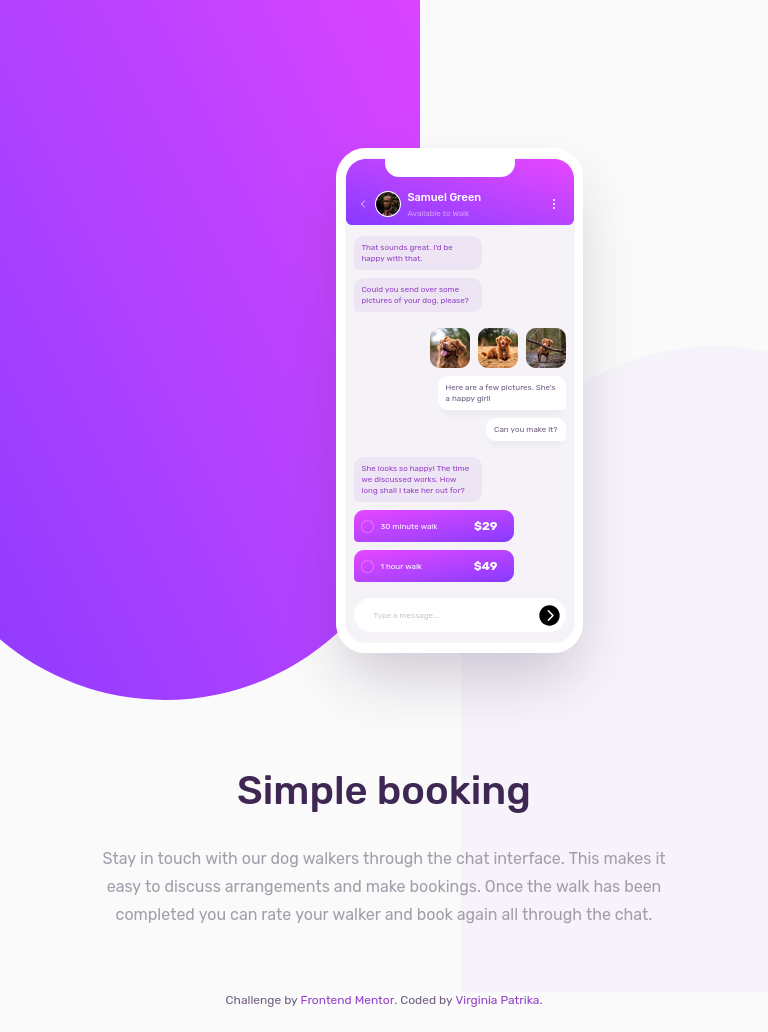 Samuel Green
Available to Walk
That sounds great. I'd be
happy with that.
Could you send over some
pictures of your dog, please?
Here are a few pictures. She's
a happy girl!
Can you make it?
She looks so happy! The time
we discussed works. How
long shall I take her out for?
30 minute walk $29
1 hour walk $49
Type a message...
Simple booking
Stay in touch with our dog walkers through the chat interface. This makes it
easy to discuss arrangements and make bookings. Once the walk has been
completed you can rate your walker and book again all through the chat.
Challenge by Frontend Mentor. Coded by Virginia Patrika.